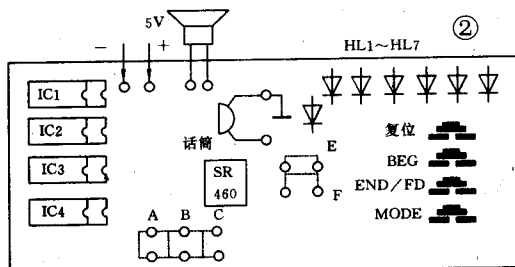 5V
②
− +
HL1~HL7
IC1
IC2
IC3
IC4
话筒
SR
460
E
F
A B C
复位
BEG
END/FD
MODE